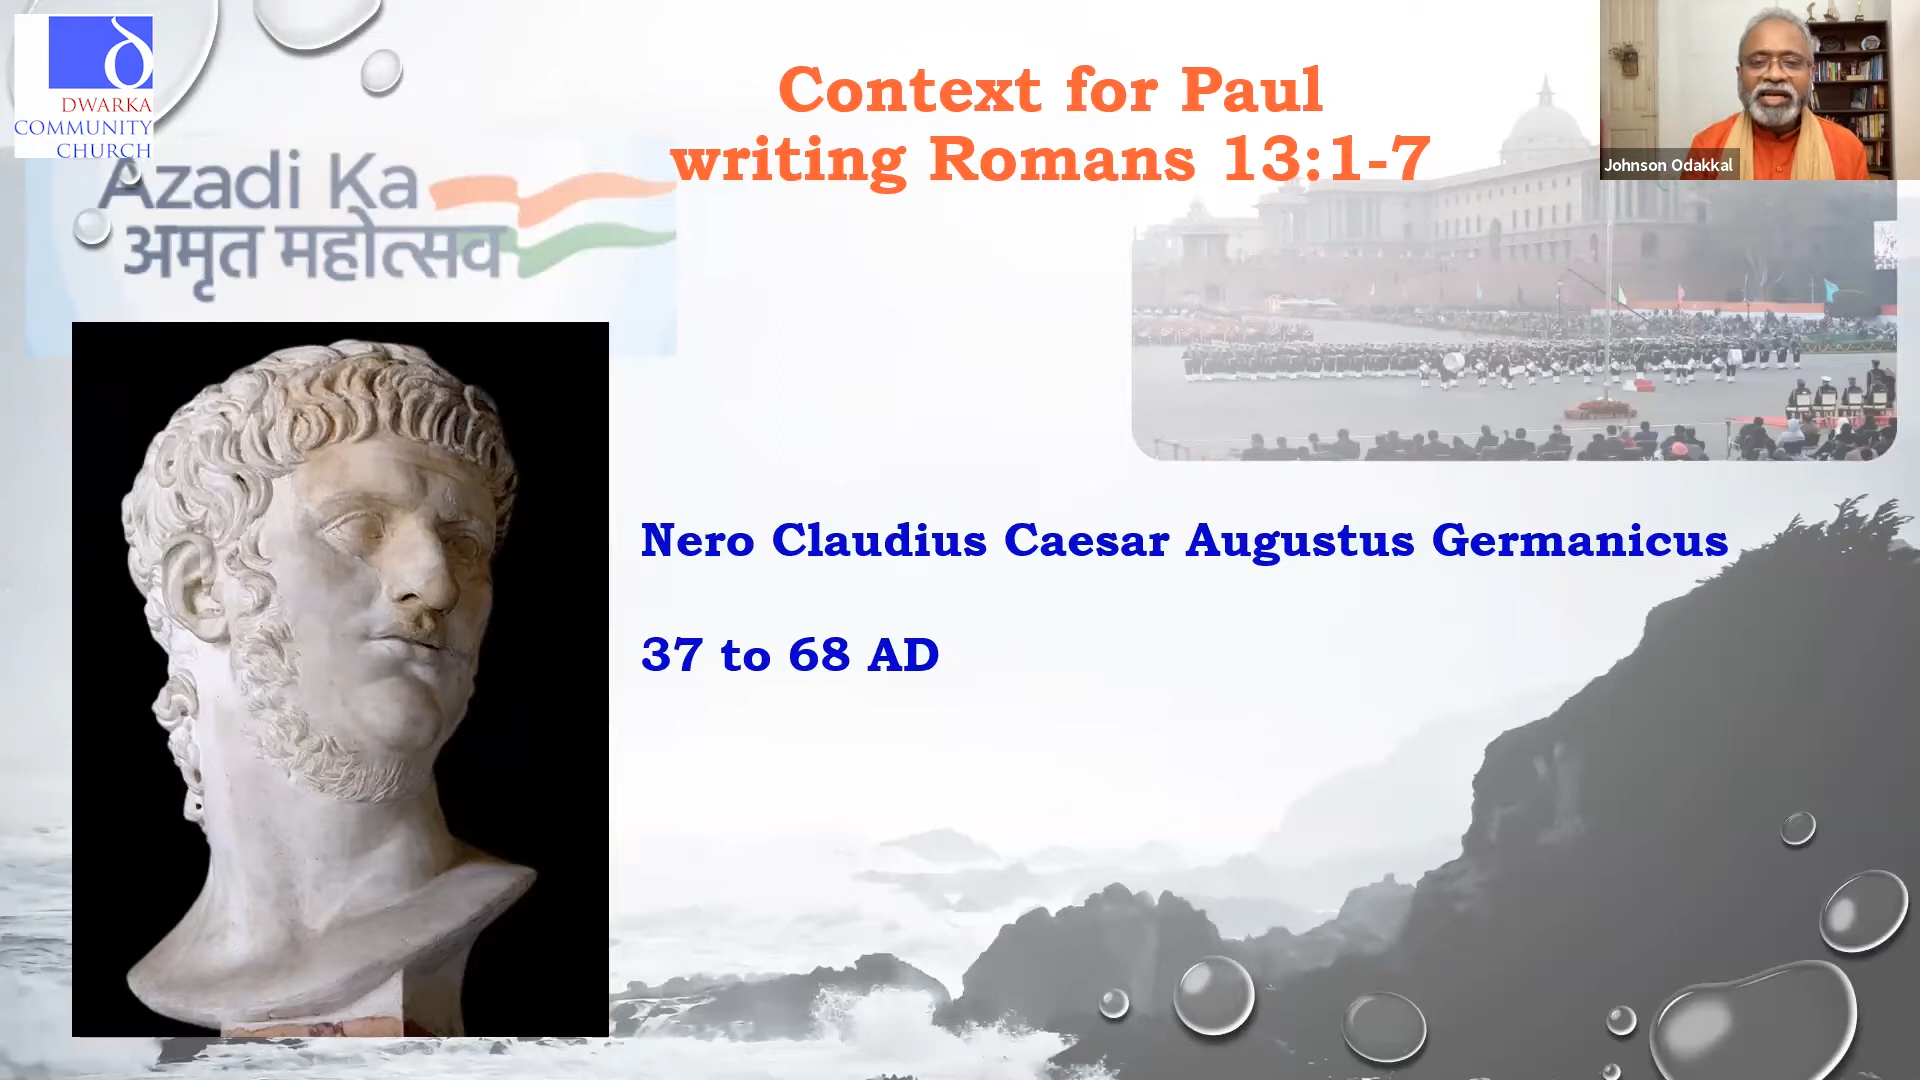 δ
DWARKA
COMMUNITY
CHURCH
Azadi Ka
अमृत महोत्सव
Context for Paul
writing Romans 13:1-7
Johnson Odakkal
Nero Claudius Caesar Augustus Germanicus
37 to 68 AD